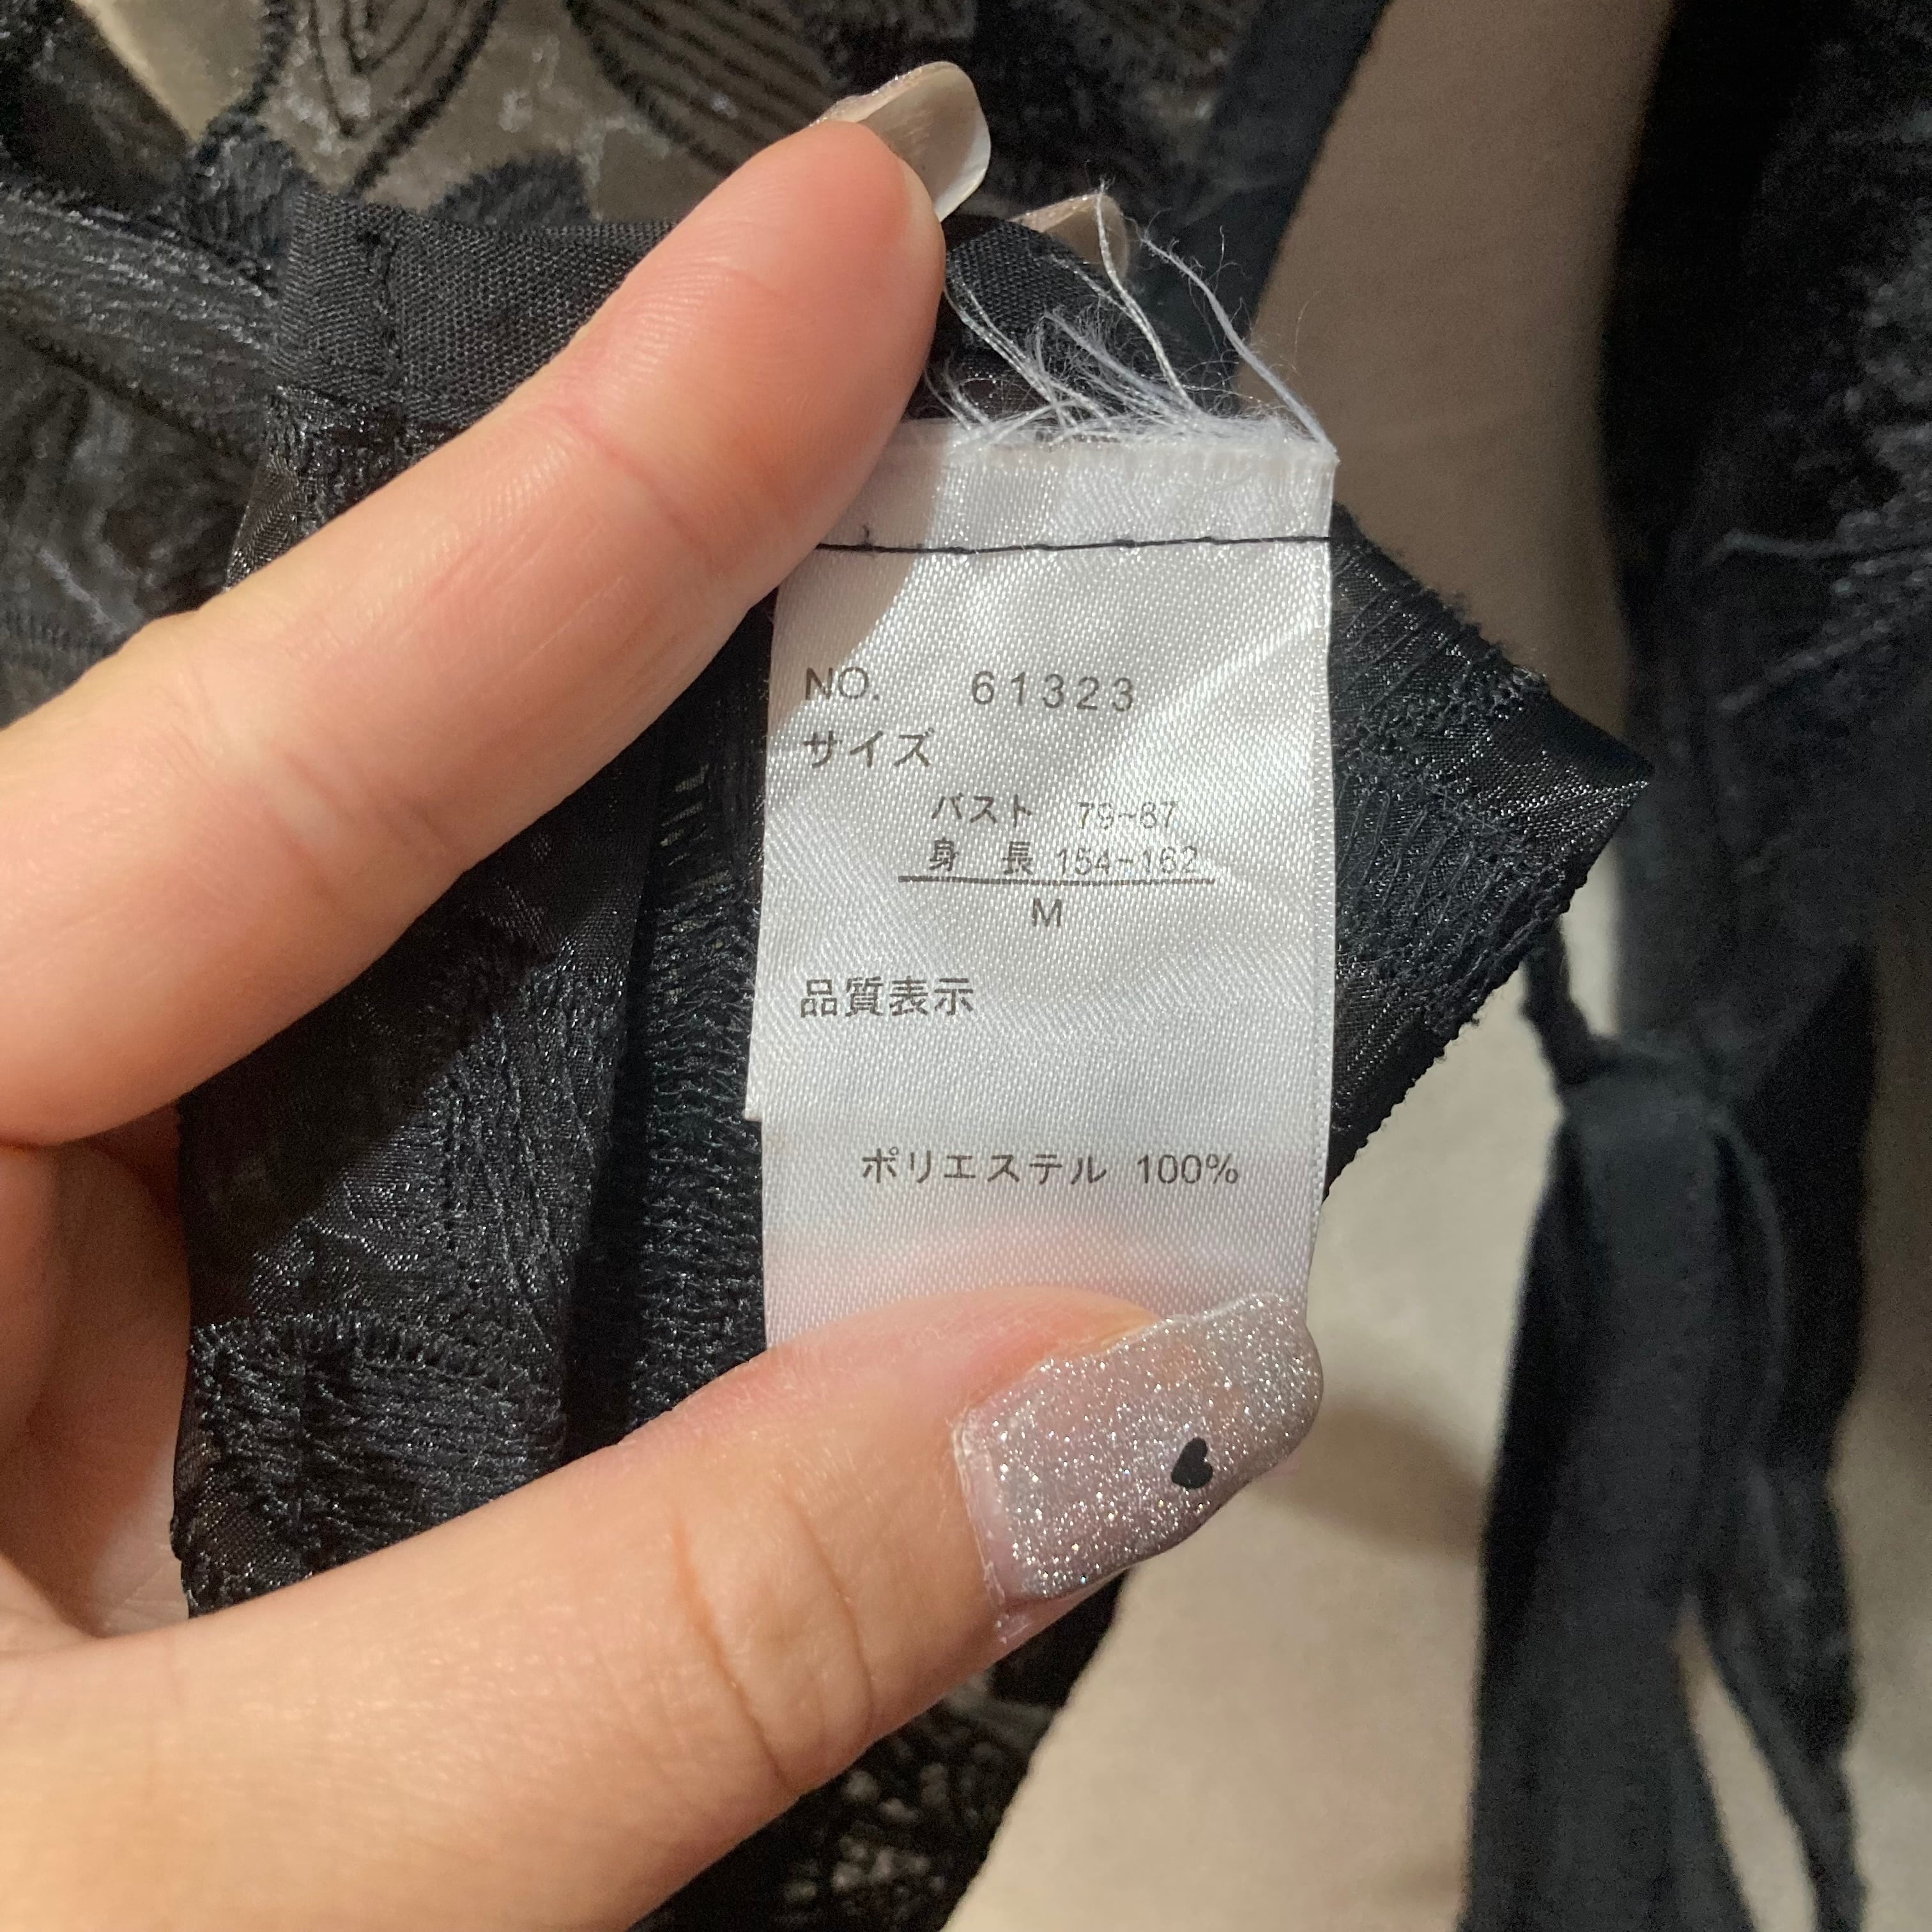 NO. 61323
サイズ
バスト 79~87
身 長 154~162
M
品質表示
ポリエステル 100%